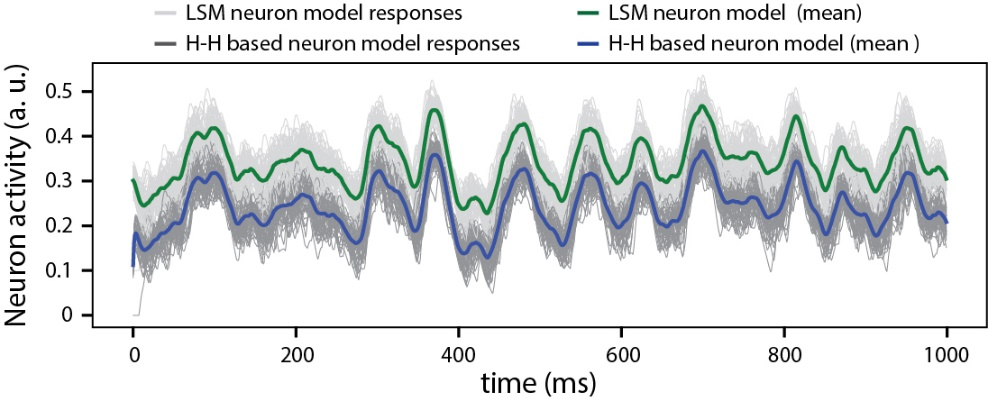 LSM neuron model responses
LSM neuron model (mean)
H-H based neuron model responses
H-H based neuron model (mean )
Neuron activity (a. u.)
0.5
0.4
0.3
0.2
0.1
0
0 200 400 600 800 1000
time (ms)